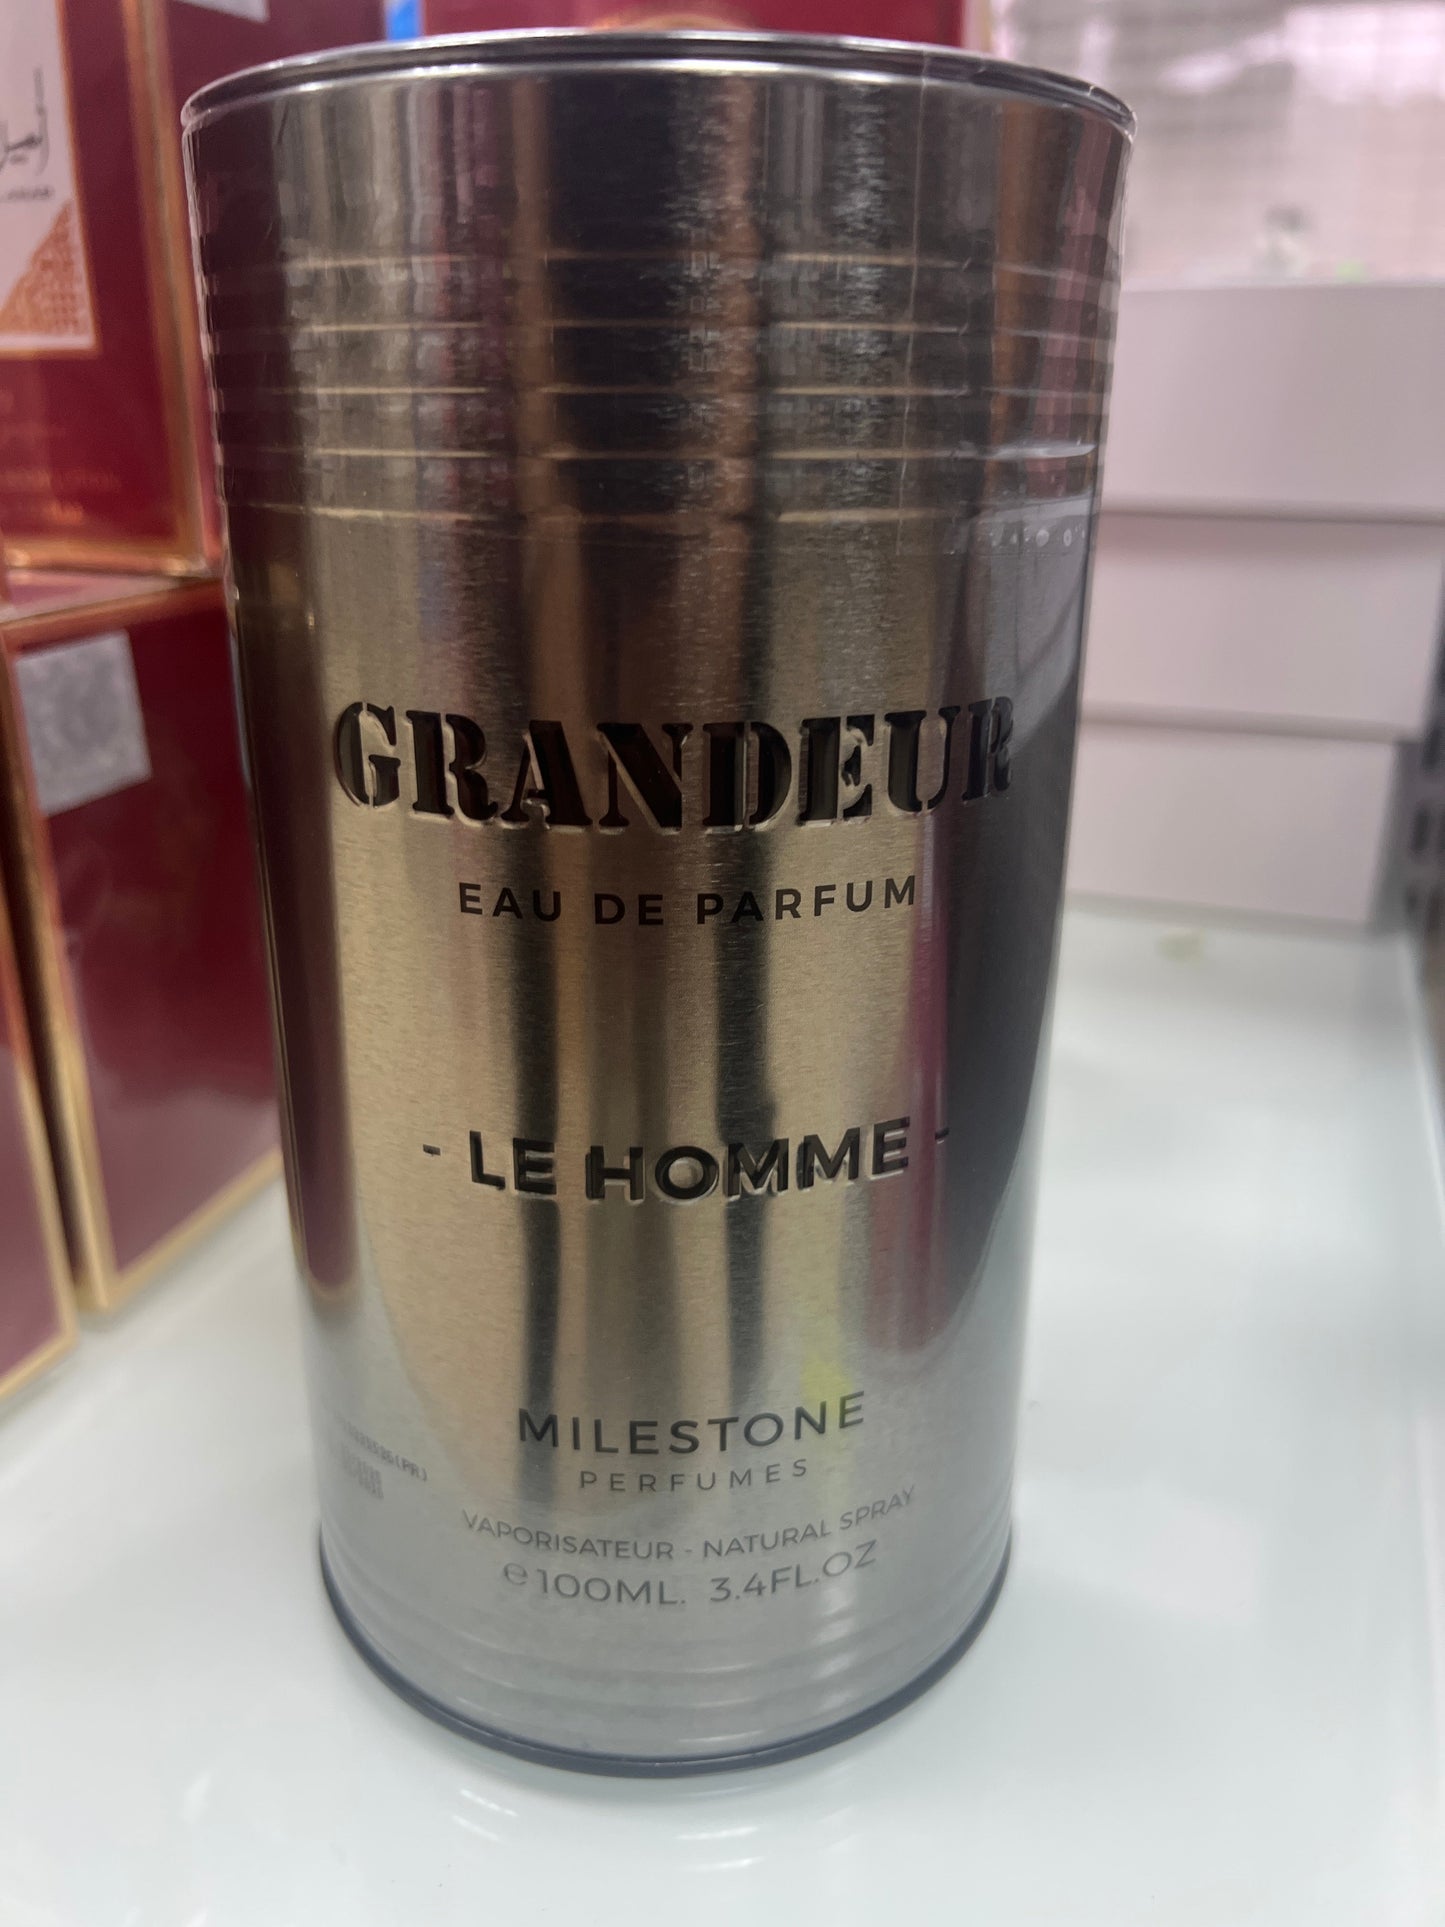 GRANDEUR
EAU DE PARFUM
- LE HOMME -
MILESTONE
PERFUMES
VAPORISATEUR - NATURAL SPRAY
℮100ML. 3.4FL.OZ